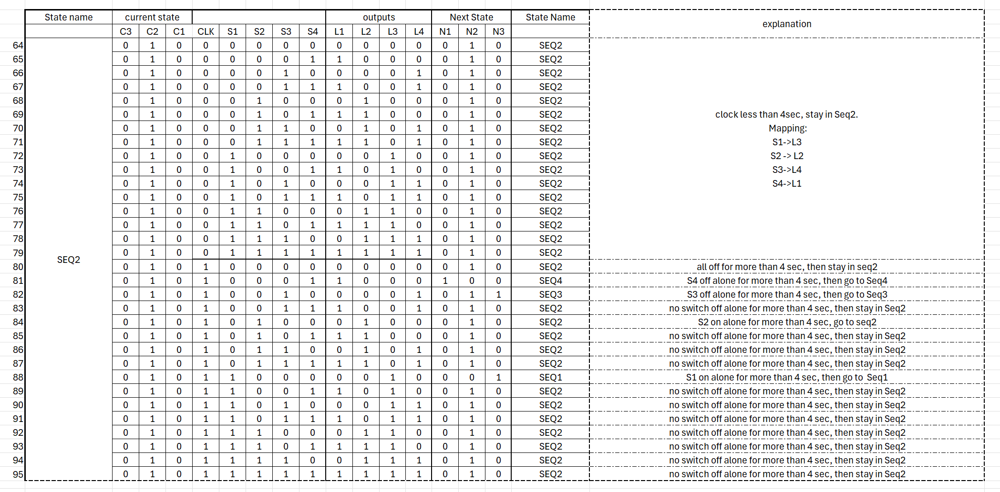 State name current state outputs Next State State Name explanation
C3 C2 C1 CLK S1 S2 S3 S4 L1 L2 L3 L4 N1 N2 N3
64 0 1 0 0 0 0 0 0 0 0 0 0 0 1 0 SEQ2
65 0 1 0 0 0 0 0 1 1 0 0 0 0 1 0 SEQ2
66 0 1 0 0 0 0 1 0 0 0 0 1 0 1 0 SEQ2
67 0 1 0 0 0 0 1 1 1 0 0 1 0 1 0 SEQ2
68 0 1 0 0 0 1 0 0 0 1 0 0 0 1 0 SEQ2
69 0 1 0 0 0 1 0 1 1 1 0 0 0 1 0 SEQ2 clock less than 4sec, stay in Seq2.
70 0 1 0 0 0 1 1 0 0 1 0 1 0 1 0 SEQ2 Mapping:
71 0 1 0 0 0 1 1 1 1 1 0 1 0 1 0 SEQ2 S1->L3
72 0 1 0 0 1 0 0 0 0 0 1 0 0 1 0 SEQ2 S2 -> L2
73 0 1 0 0 1 0 0 1 1 0 1 0 0 1 0 SEQ2 S3->L4
74 0 1 0 0 1 0 1 0 0 0 1 1 0 1 0 SEQ2 S4->L1
75 0 1 0 0 1 0 1 1 1 0 1 1 0 1 0 SEQ2
76 0 1 0 0 1 1 0 0 0 1 1 0 0 1 0 SEQ2
77 0 1 0 0 1 1 0 1 1 1 1 0 0 1 0 SEQ2
78 0 1 0 0 1 1 1 0 0 1 1 1 0 1 0 SEQ2
79 0 1 0 0 1 1 1 1 1 1 1 1 0 1 0 SEQ2
SEQ2
80 0 1 0 1 0 0 0 0 0 0 0 0 0 1 0 SEQ2 all off for more than 4 sec, then stay in seq2
81 0 1 0 1 0 0 0 1 1 0 0 0 1 0 0 SEQ4 S4 off alone for more than 4 sec, then go to Seq4
82 0 1 0 1 0 0 1 0 0 0 0 1 0 1 1 SEQ3 S3 off alone for more than 4 sec, then go to Seq3
83 0 1 0 1 0 0 1 1 1 0 0 1 0 1 0 SEQ2 no switch off alone for more than 4 sec, then stay in Seq2
84 0 1 0 1 0 1 0 0 0 1 0 0 0 1 0 SEQ2 S2 on alone for more than 4 sec, go to seq2
85 0 1 0 1 0 1 0 1 1 1 0 0 0 1 0 SEQ2 no switch off alone for more than 4 sec, then stay in Seq2
86 0 1 0 1 0 1 1 0 0 1 0 1 0 1 0 SEQ2 no switch off alone for more than 4 sec, then stay in Seq2
87 0 1 0 1 0 1 1 1 1 1 0 1 0 1 0 SEQ2 no switch off alone for more than 4 sec, then stay in Seq2
88 0 1 0 1 1 0 0 0 0 0 1 0 0 0 1 SEQ1 S1 on alone for more than 4 sec, then go to Seq1
89 0 1 0 1 1 0 0 1 1 0 1 0 0 1 0 SEQ2 no switch off alone for more than 4 sec, then stay in Seq2
90 0 1 0 1 1 0 1 0 0 0 1 1 0 1 0 SEQ2 no switch off alone for more than 4 sec, then stay in Seq2
91 0 1 0 1 1 0 1 1 1 0 1 1 0 1 0 SEQ2 no switch off alone for more than 4 sec, then stay in Seq2
92 0 1 0 1 1 1 0 0 0 1 1 0 0 1 0 SEQ2 no switch off alone for more than 4 sec, then stay in Seq2
93 0 1 0 1 1 1 0 1 1 1 1 0 0 1 0 SEQ2 no switch off alone for more than 4 sec, then stay in Seq2
94 0 1 0 1 1 1 1 0 0 1 1 1 0 1 0 SEQ2 no switch off alone for more than 4 sec, then stay in Seq2
95 0 1 0 1 1 1 1 1 1 1 1 1 0 1 0 SEQ2 no switch off alone for more than 4 sec, then stay in Seq2